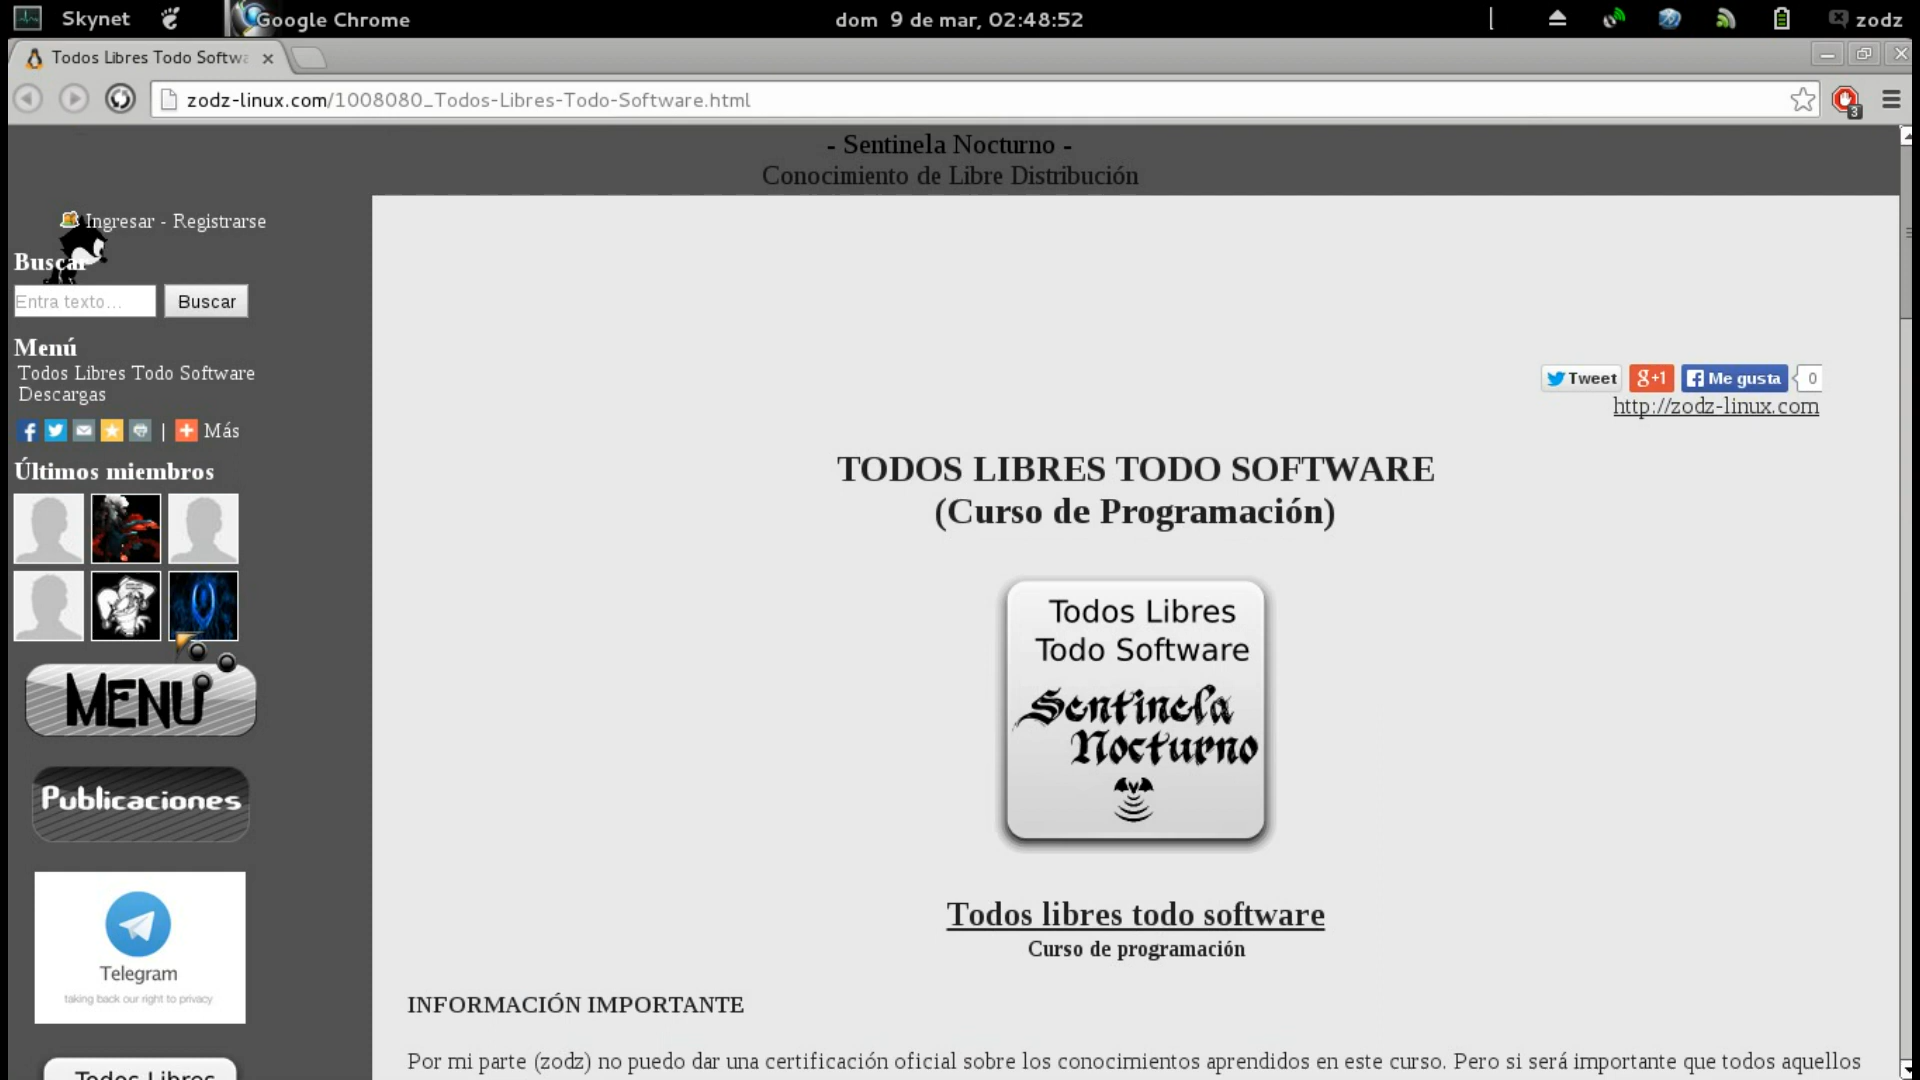 Skynet
Google Chrome
dom 9 de mar, 02:48:52
zodz
Todos Libres Todo Softwa
zodz-linux.com/1008080_Todos-Libres-Todo-Software.html
3
- Sentinela Nocturno -
Conocimiento de Libre Distribución
Ingresar - Registrarse
Buscar
Entra texto...
Buscar
Menú
Todos Libres Todo Software
Descargas
| Más
Últimos miembros
MENU
Publicaciones
Telegram
taking back our right to privacy
Todos Libres
Tweet
g+1
Me gusta
0
http://zodz-linux.com
TODOS LIBRES TODO SOFTWARE
(Curso de Programación)
Todos Libres
Todo Software
Sentinela
Nocturno
Todos libres todo software
Curso de programación
INFORMACIÓN IMPORTANTE
Por mi parte (zodz) no puedo dar una certificación oficial sobre los conocimientos aprendidos en este curso. Pero si será importante que todos aquellos